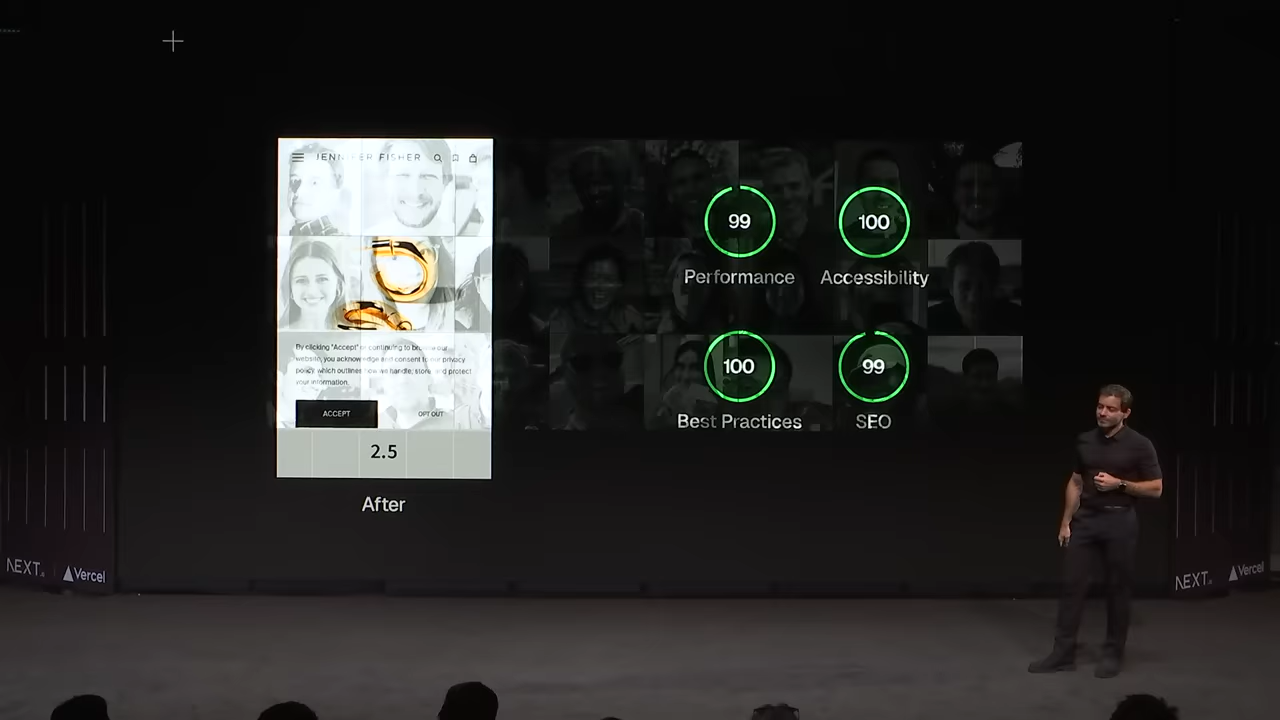 JENNIFER FISHER
By clicking "Accept" or continuing to browse our
website, you acknowledge and consent to our privacy
policy which outlines how we handle, store, and protect
your information.
ACCEPT
OPT OUT
2.5
After
99
100
Performance
Accessibility
100
99
Best Practices
SEO
NEXT.JS
Vercel
NEXT.JS
Vercel